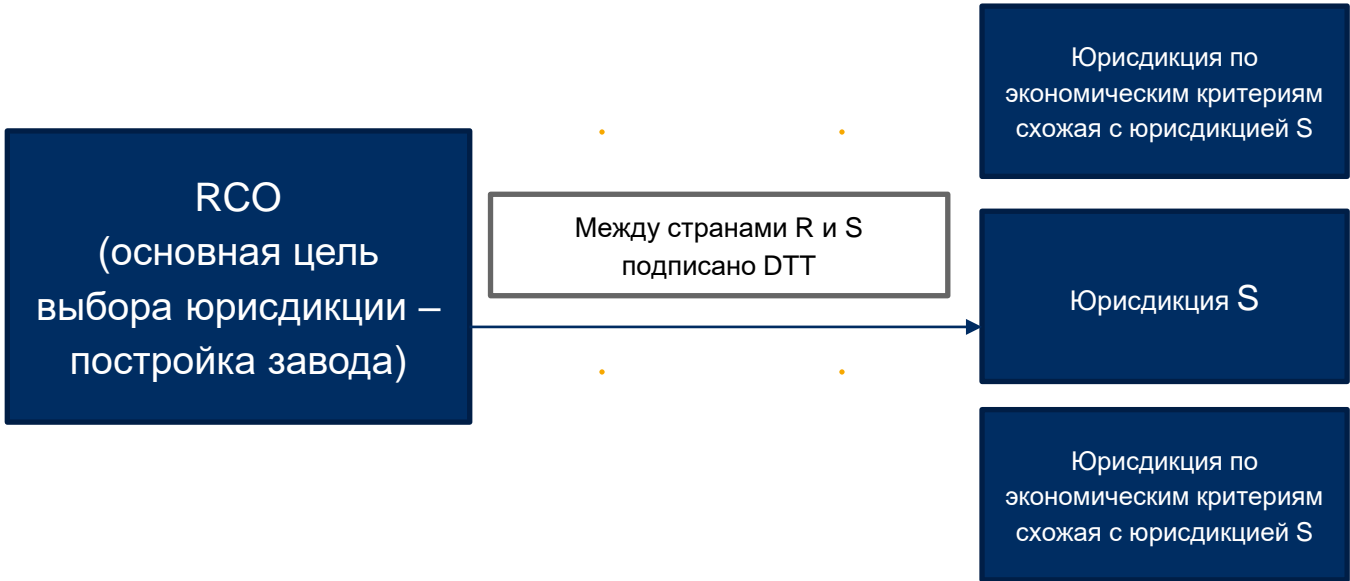 RCO
(основная цель
выбора юрисдикции –
постройка завода)
Между странами R и S
подписано DTT
Юрисдикция по
экономическим критериям
схожая с юрисдикцией S
Юрисдикция S
Юрисдикция по
экономическим критериям
схожая с юрисдикцией S